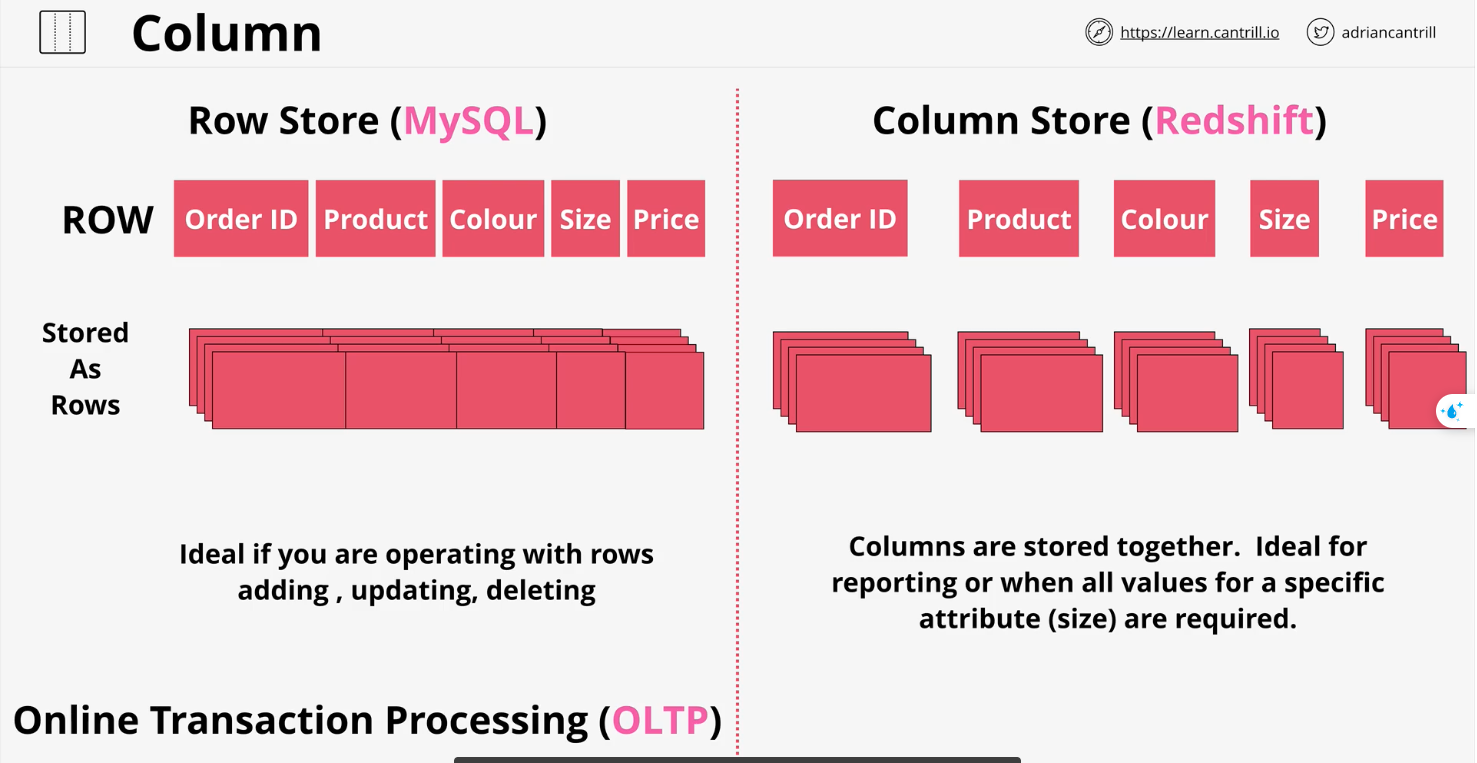 Column
https://learn.cantrill.io
adriancantrill
Row Store (MySQL)
ROW
Order ID
Product
Colour
Size
Price
Stored
As
Rows
Ideal if you are operating with rows
adding , updating, deleting
Online Transaction Processing (OLTP)
Column Store (Redshift)
Order ID
Product
Colour
Size
Price
Columns are stored together.  Ideal for
reporting or when all values for a specific
attribute (size) are required.